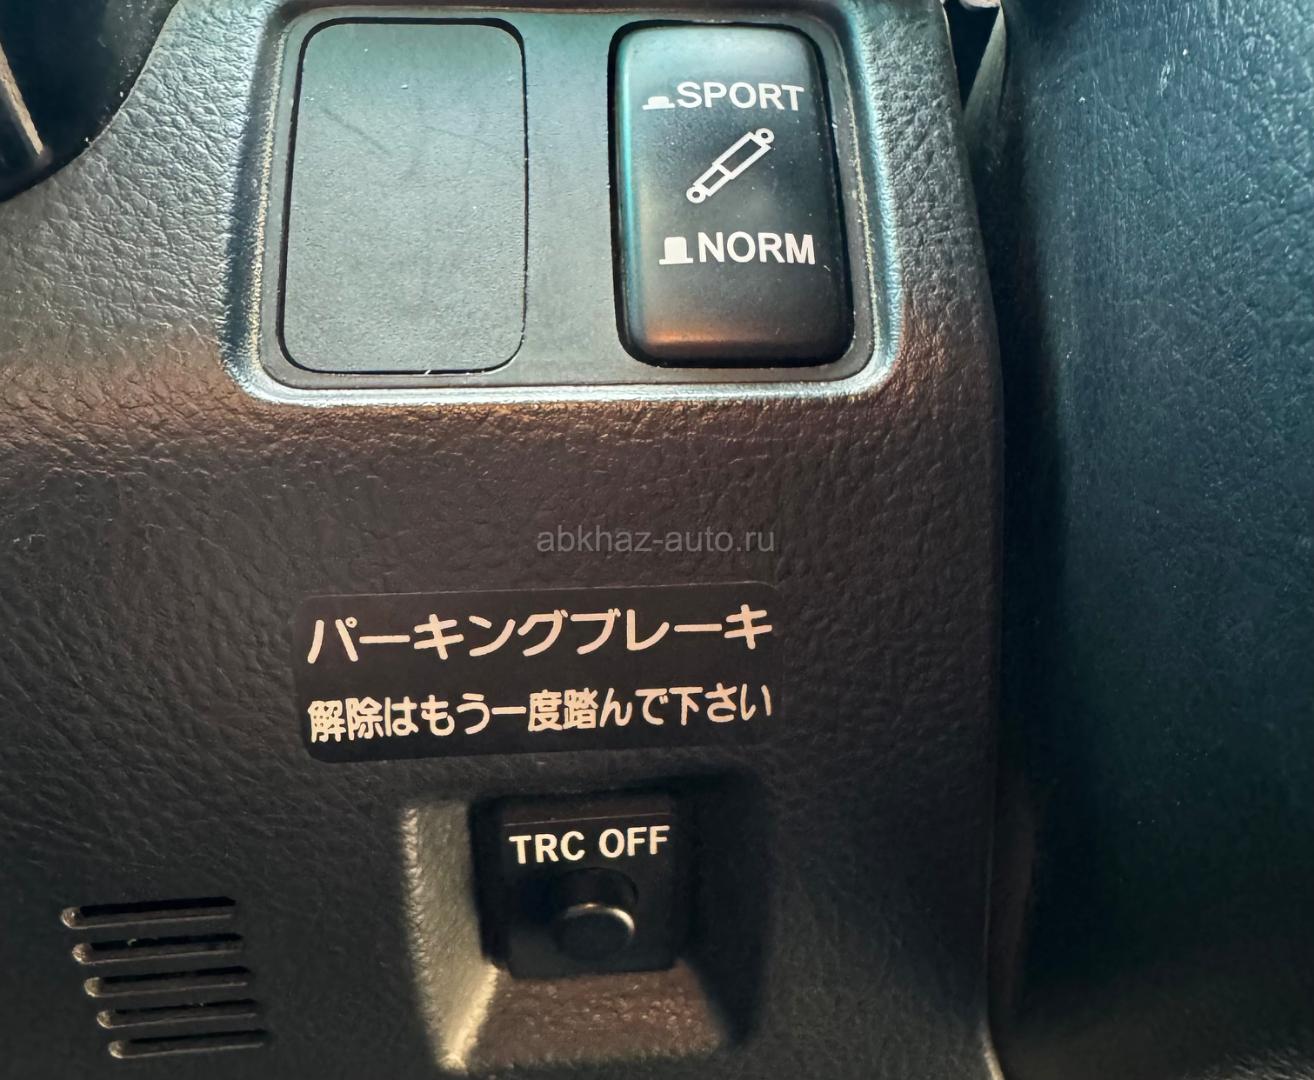 SPORT
NORM
abkhaz-auto.ru
パーキングブレーキ
解除はもう一度踏んで下さい
TRC OFF